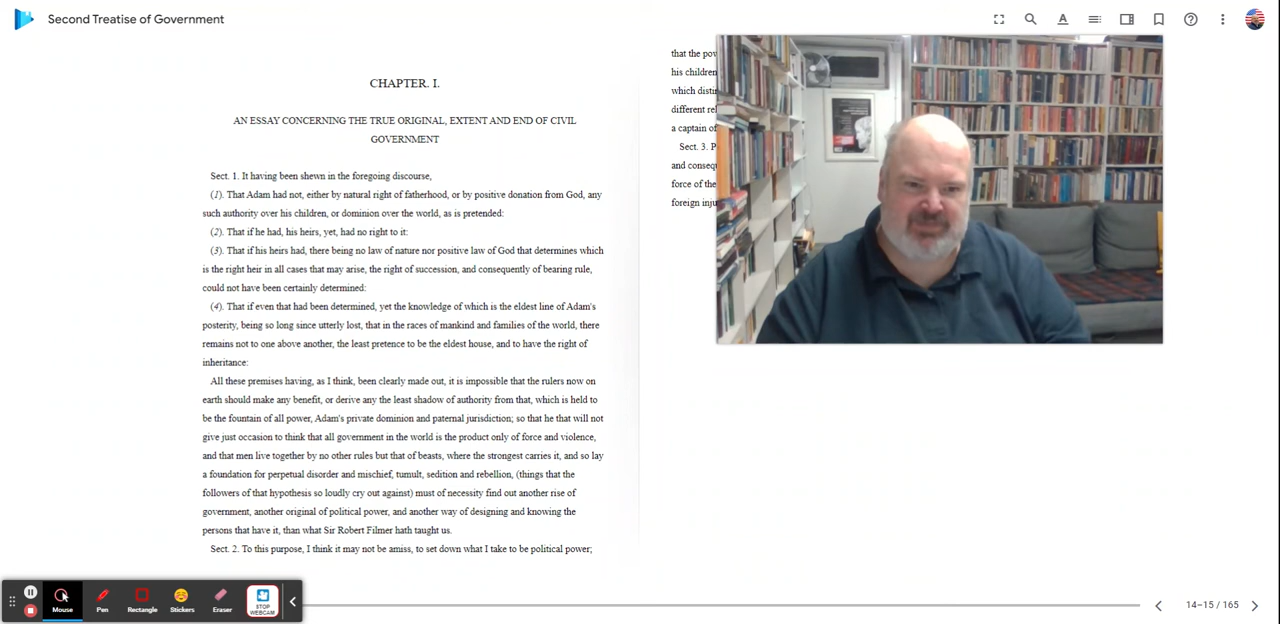 Second Treatise of Government
CHAPTER. I.
AN ESSAY CONCERNING THE TRUE ORIGINAL, EXTENT AND END OF CIVIL
GOVERNMENT
Sect. 1. It having been shewn in the foregoing discourse,
(1). That Adam had not, either by natural right of fatherhood, or by positive donation from God, any
such authority over his children, or dominion over the world, as is pretended:
(2). That if he had, his heirs, yet, had no right to it:
(3). That if his heirs had, there being no law of nature nor positive law of God that determines which
is the right heir in all cases that may arise, the right of succession, and consequently of bearing rule,
could not have been certainly determined:
(4). That if even that had been determined, yet the knowledge of which is the eldest line of Adam's
posterity, being so long since utterly lost, that in the races of mankind and families of the world, there
remains not to one above another, the least pretence to be the eldest house, and to have the right of
inheritance:
All these premises having, as I think, been clearly made out, it is impossible that the rulers now on
earth should make any benefit, or derive any the least shadow of authority from that, which is held to
be the fountain of all power, Adam's private dominion and paternal jurisdiction; so that he that will not
give just occasion to think that all government in the world is the product only of force and violence,
and that men live together by no other rules but that of beasts, where the strongest carries it, and so lay
a foundation for perpetual disorder and mischief, tumult, sedition and rebellion, (things that the
followers of that hypothesis so loudly cry out against) must of necessity find out another rise of
government, another original of political power, and another way of designing and knowing the
persons that have it, than what Sir Robert Filmer hath taught us.
Sect. 2. To this purpose, I think it may not be amiss, to set down what I take to be political power;
that the pow
his children
which disti
different rel
a captain of
Sect. 3. P
and conseq
force of the
foreign inju
Mouse
Pen
Rectangle
Stickers
Eraser
STOP
WEBCAM
14–15 / 165